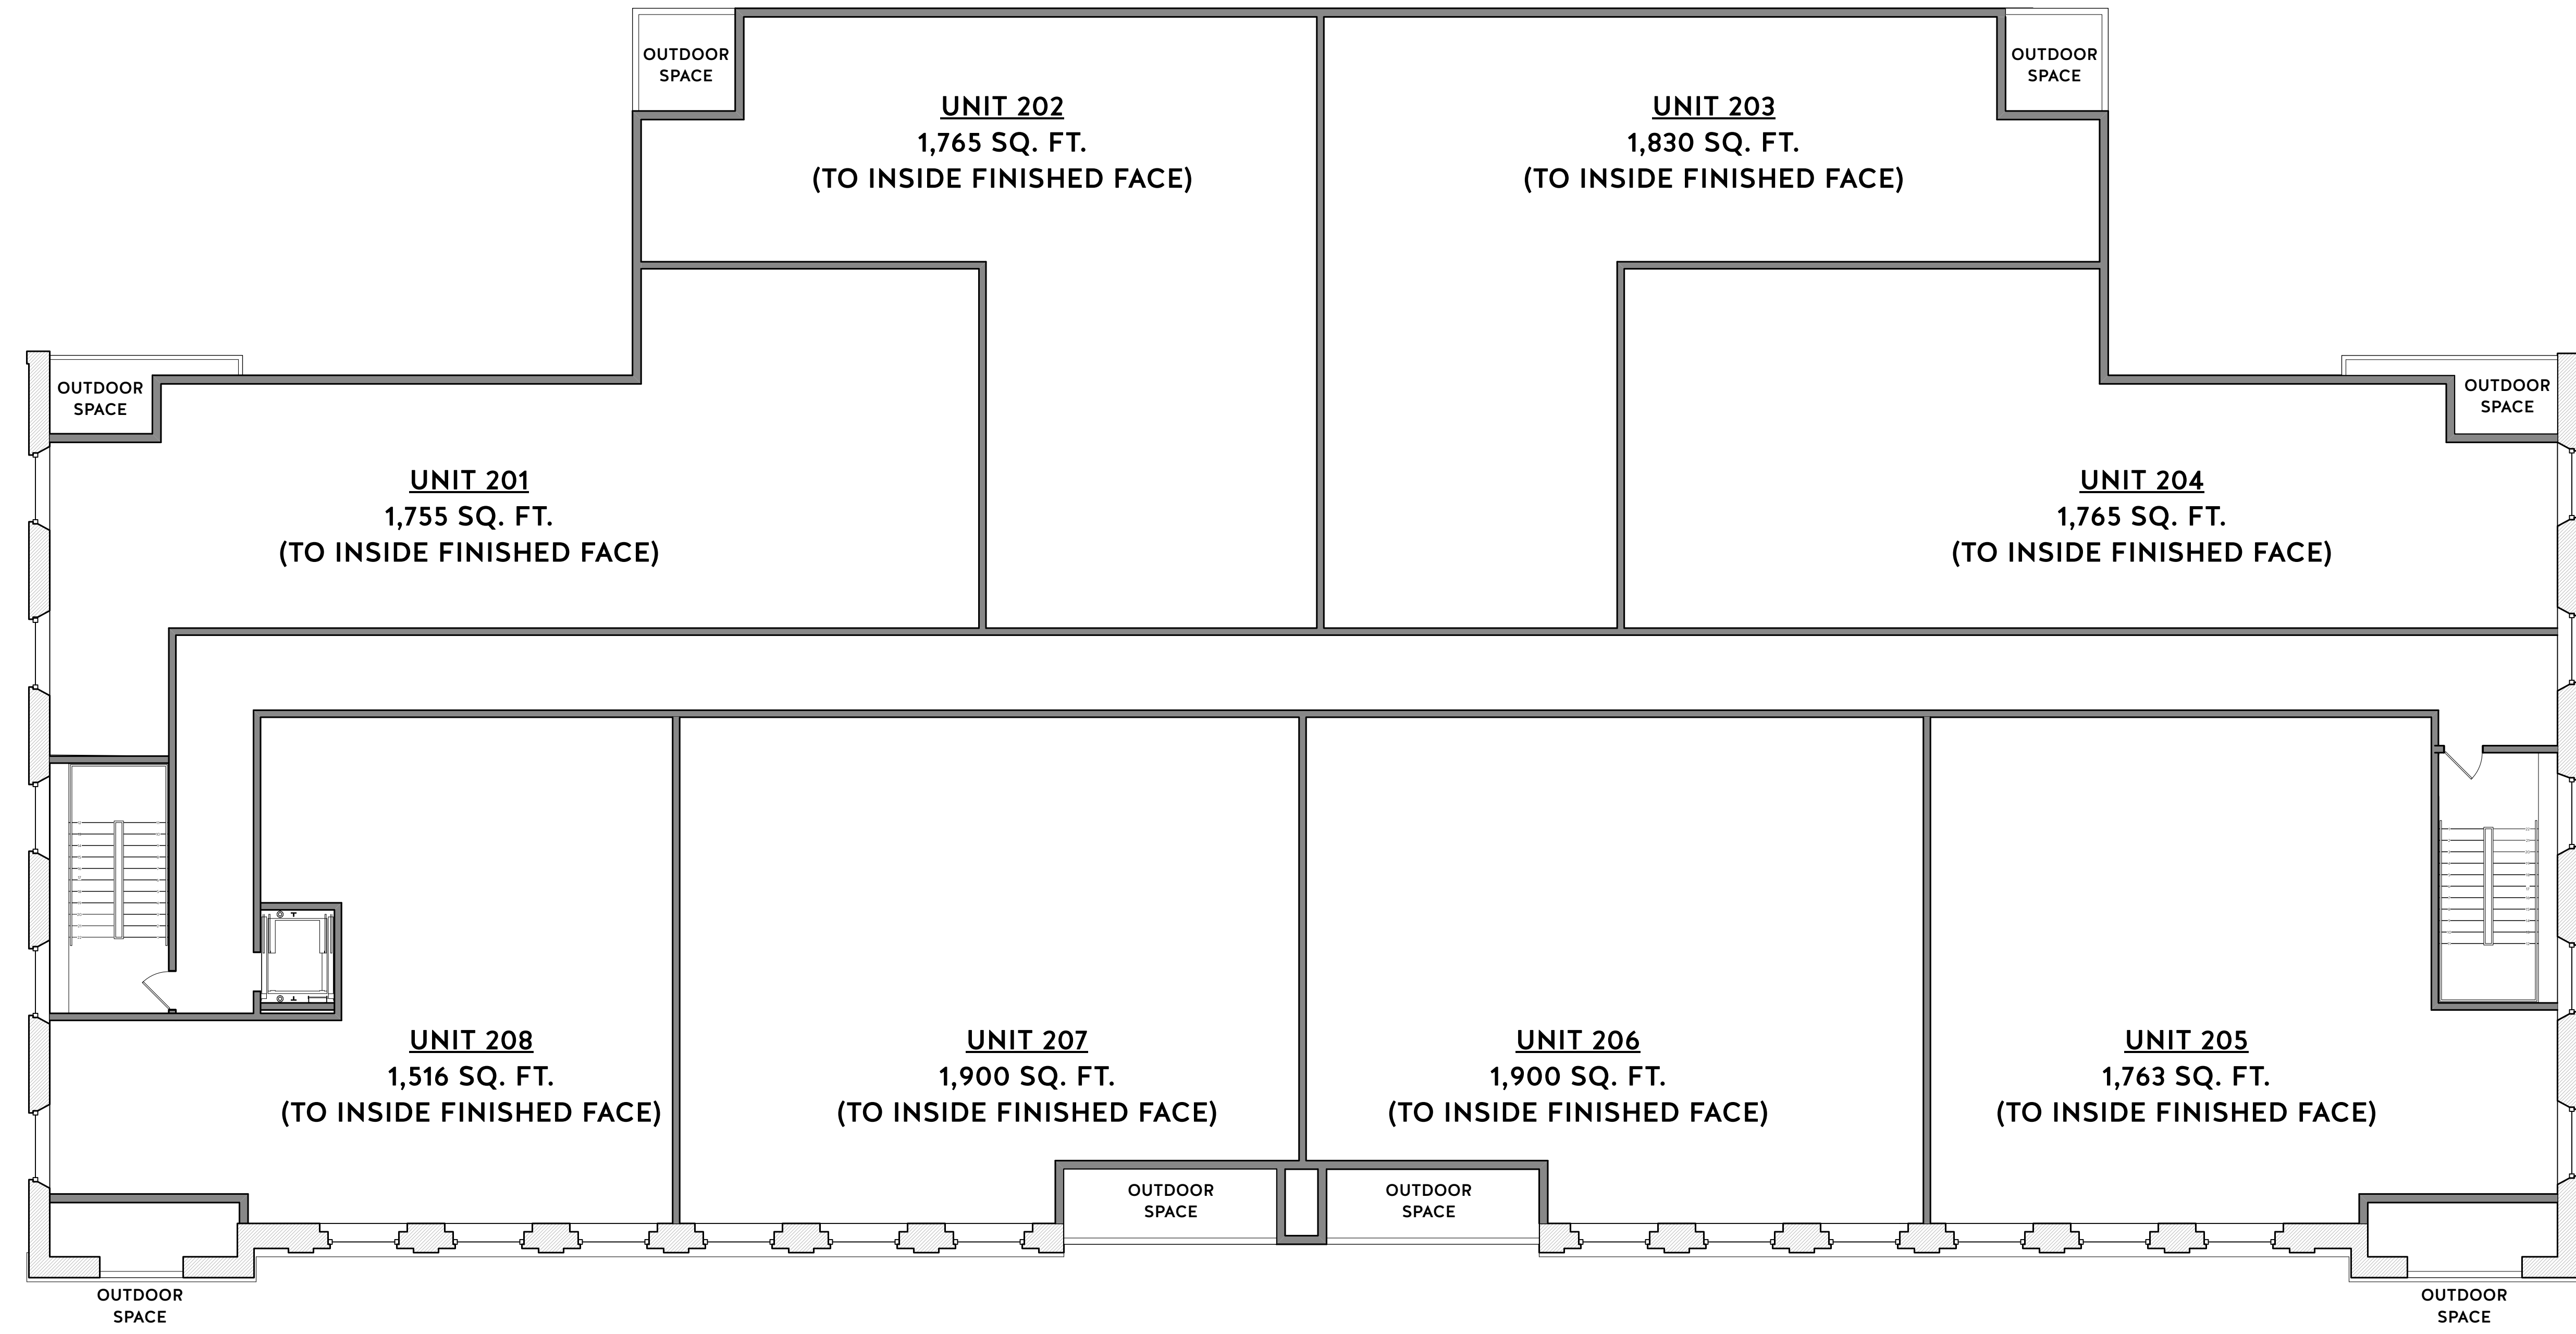 OUTDOOR
SPACE
OUTDOOR
SPACE
UNIT 202
1,765 SQ. FT.
(TO INSIDE FINISHED FACE)
UNIT 203
1,830 SQ. FT.
(TO INSIDE FINISHED FACE)
OUTDOOR
SPACE
OUTDOOR
SPACE
UNIT 201
1,755 SQ. FT.
(TO INSIDE FINISHED FACE)
UNIT 204
1,765 SQ. FT.
(TO INSIDE FINISHED FACE)
UNIT 208
1,516 SQ. FT.
(TO INSIDE FINISHED FACE)
UNIT 207
1,900 SQ. FT.
(TO INSIDE FINISHED FACE)
UNIT 206
1,900 SQ. FT.
(TO INSIDE FINISHED FACE)
UNIT 205
1,763 SQ. FT.
(TO INSIDE FINISHED FACE)
OUTDOOR
SPACE
OUTDOOR
SPACE
OUTDOOR
SPACE
OUTDOOR
SPACE